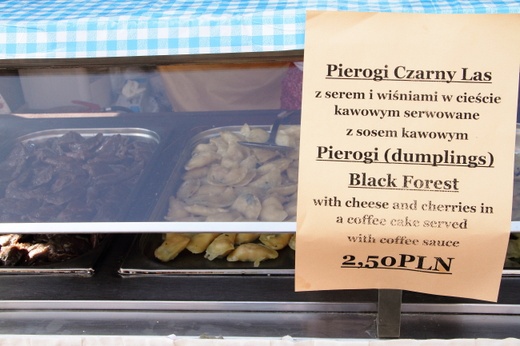 Pierogi Czarny Las
z serem i wiśniami w cieście
kawowym serwowane
z sosem kawowym
Pierogi (dumplings)
Black Forest
with cheese and cherries in
a coffee cake served
with coffee sauce
2,50PLN